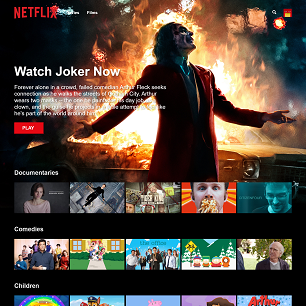 NETFLIX
Films
Watch Joker Now
Forever alone in a crowd, failed comedian Arthur Fleck seeks
connection as he walks the streets of Gotham City. Arthur
wears two masks -- the one he paints for his day job as a
clown, and the guise he projects in a futile attempt to feel like
he's part of the world around him.
PLAY
Documentaries
Comedies
the office
Children